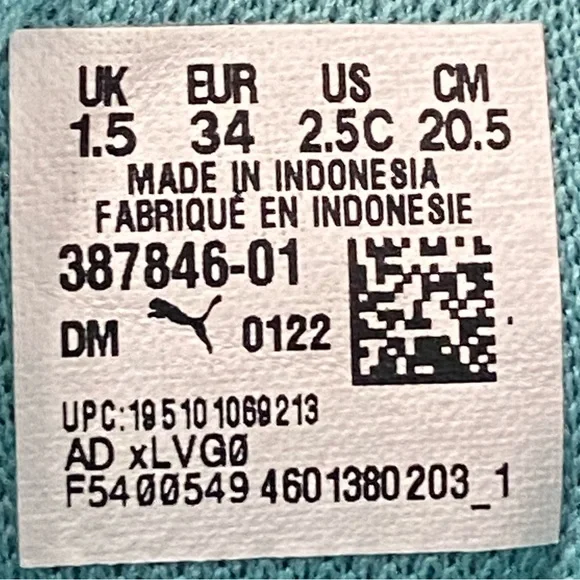 UK EUR US CM
1.5 34 2.5C 20.5
MADE IN INDONESIA
FABRIQUÉ EN INDONESIE
387846-01
DM 0122
UPC:195101069213
AD xLVG0
F5400549 4601380203_1